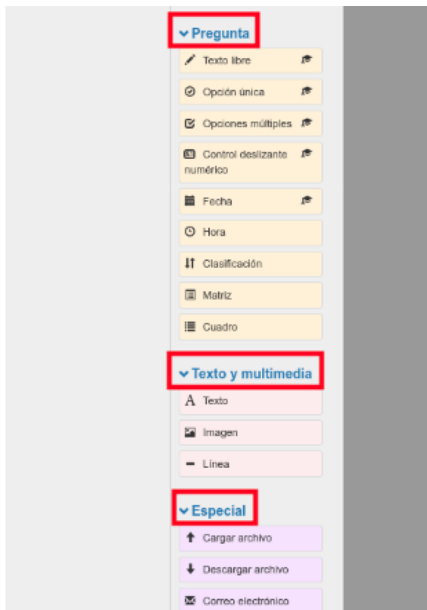 Pregunta
Texto libre
Opción única
Opciones múltiples
Control deslizante
numérico
Fecha
Hora
Clasificación
Matriz
Cuadro
Texto y multimedia
A Texto
Imagen
Línea
Especial
Cargar archivo
Descargar archivo
Correo electrónico